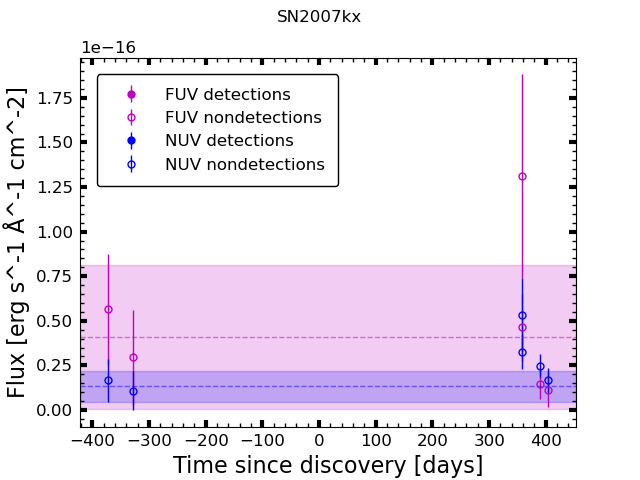 SN2007kx
1e−16
FUV detections
FUV nondetections
NUV detections
NUV nondetections
1.75
1.50
1.25
1.00
0.75
0.50
0.25
0.00
Flux [erg s^-1 Å^-1 cm^-2]
−400 −300 −200 −100 0 100 200 300 400
Time since discovery [days]